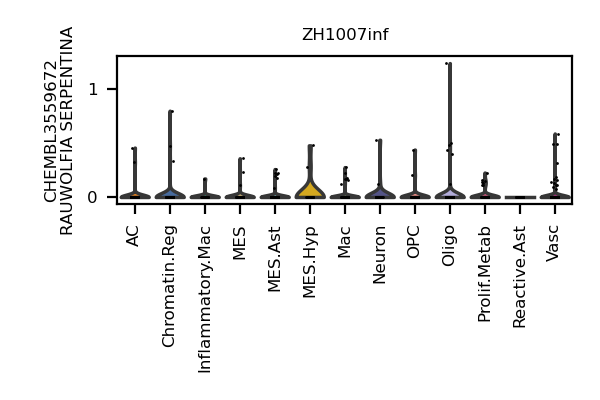 ZH1007inf
CHEMBL3559672
RAUWOLFIA SERPENTINA
1
0
AC
Chromatin.Reg
Inflammatory.Mac
MES
MES.Ast
MES.Hyp
Mac
Neuron
OPC
Oligo
Prolif.Metab
Reactive.Ast
Vasc